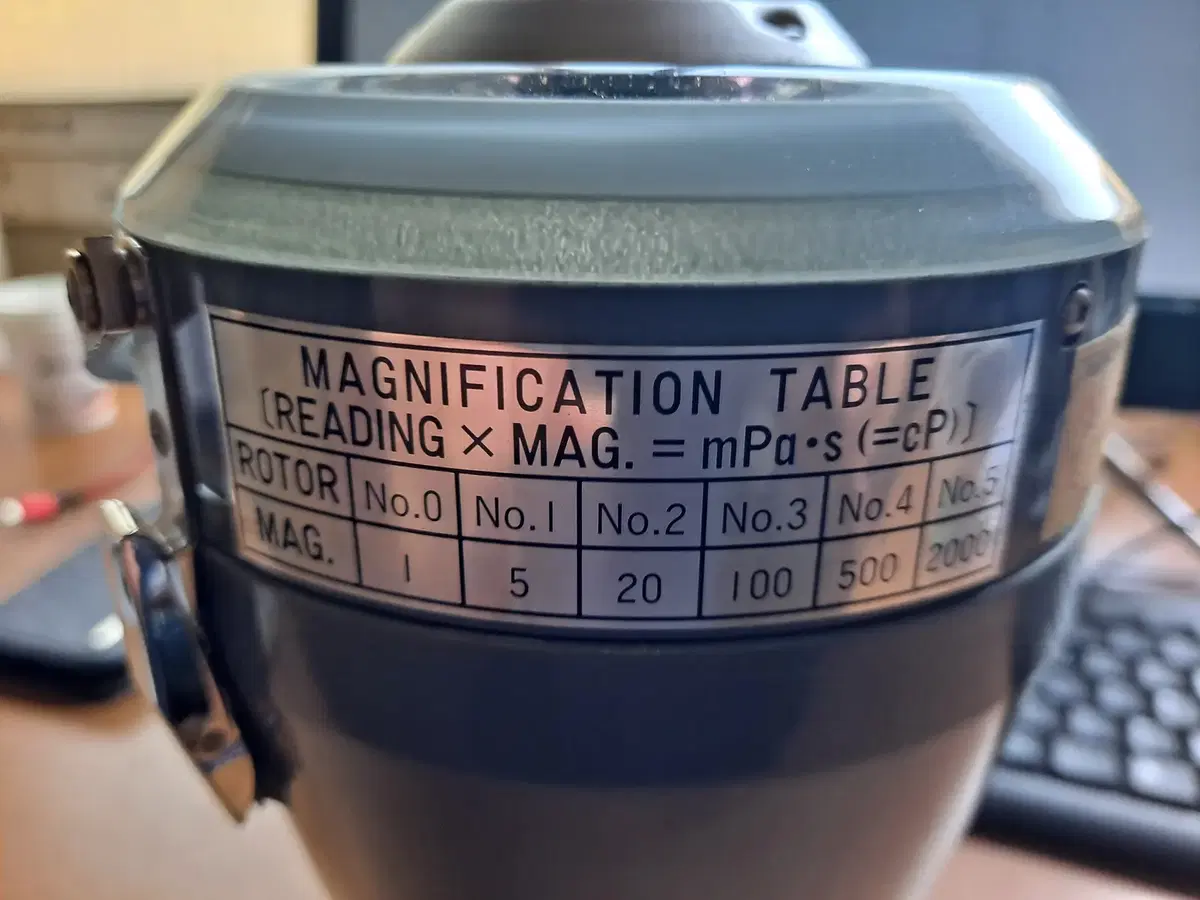 MAGNIFICATION TABLE
[READING × MAG. = mPa•s (=cP)]
ROTOR No.0 No.1 No.2 No.3 No.4 No.5
MAG. 1 5 20 100 500 2000